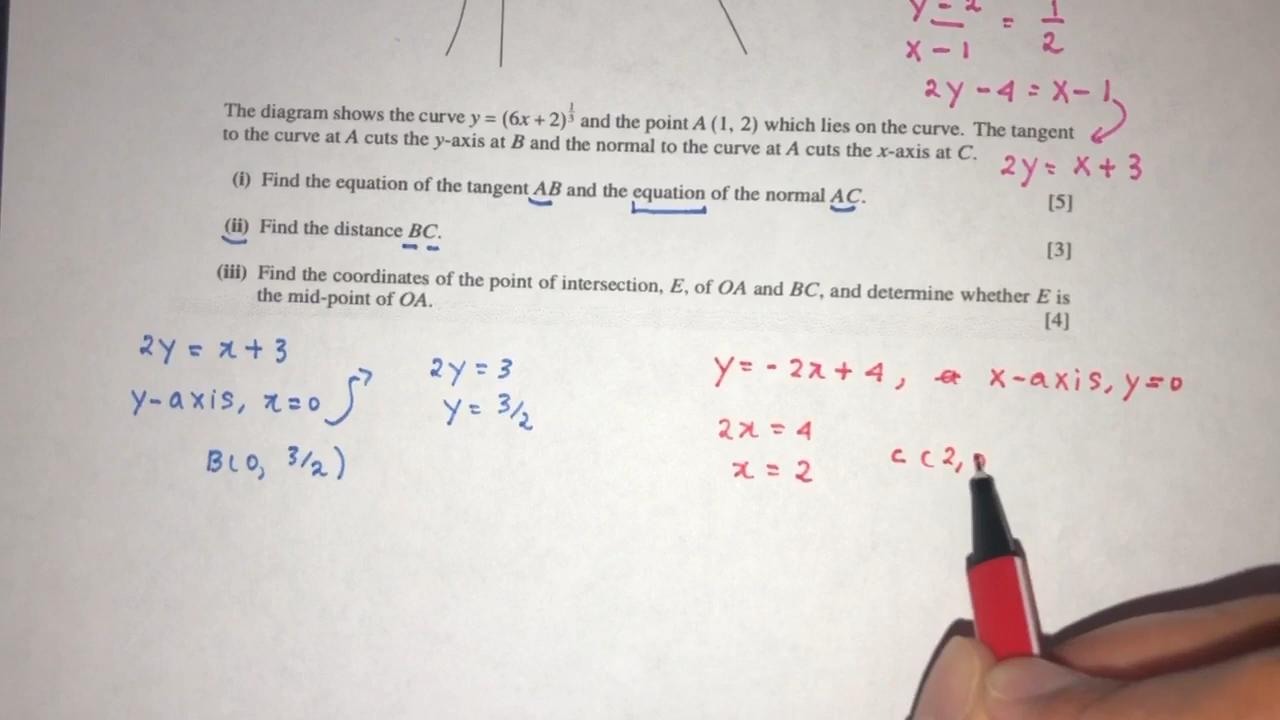 y - 2 = 1
x - 1 2
2y - 4 = x - 1
The diagram shows the curve y = (6x + 2)^{1/3} and the point A (1, 2) which lies on the curve. The tangent
to the curve at A cuts the y-axis at B and the normal to the curve at A cuts the x-axis at C.
2y = x + 3
(i) Find the equation of the tangent AB and the equation of the normal AC. [5]
(ii) Find the distance BC. [3]
(iii) Find the coordinates of the point of intersection, E, of OA and BC, and determine whether E is
the mid-point of OA. [4]
2y = x + 3
y-axis, x=0
B(0, 3/2)
2y = 3
y = 3/2
y = - 2x + 4, x-axis, y=0
2x = 4
x = 2
C (2,